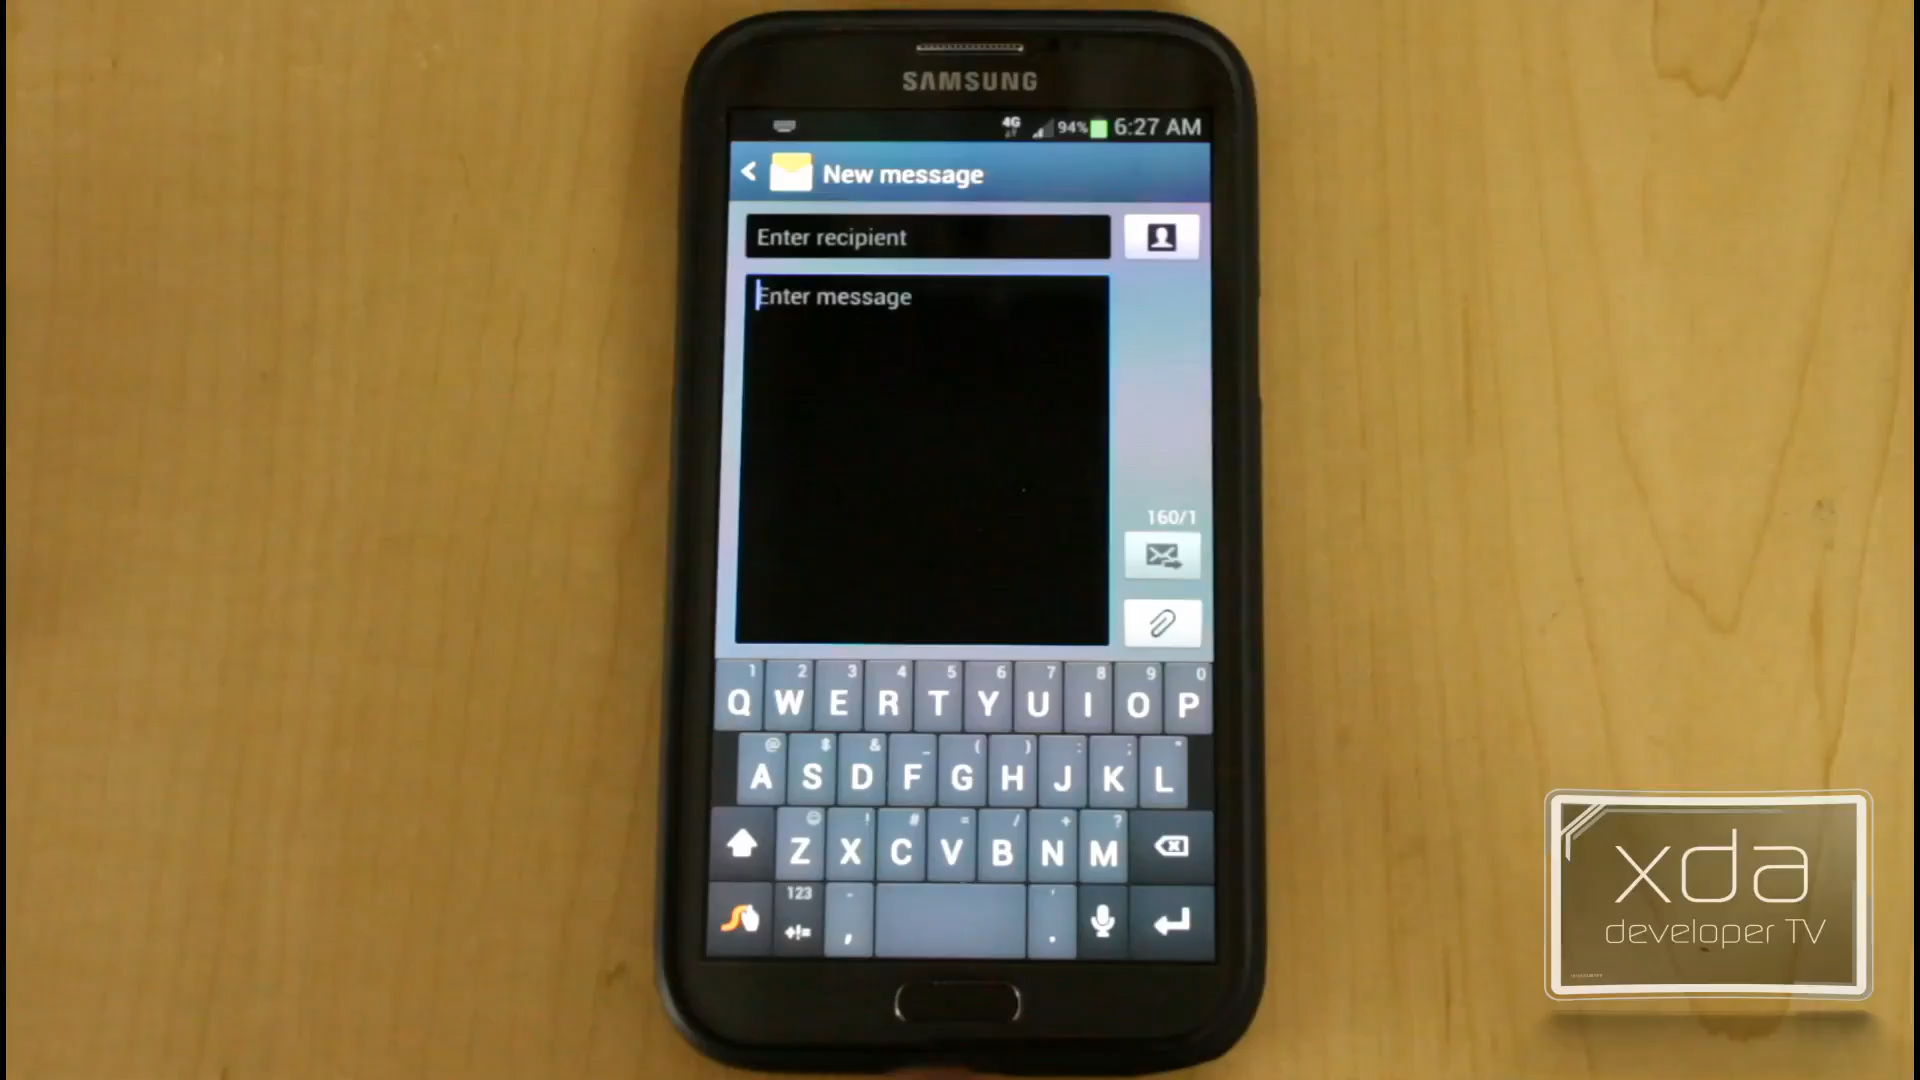 SAMSUNG
4G 94% 6:27 AM
< New message
Enter recipient
Enter message
160/1
1 2 3 4 5 6 7 8 9 0
Q W E R T Y U I O P
@ $ & _ ( ) : ; "
A S D F G H J K L
! # = / + ?
Z X C V B N M
123 - '
+!= , .
xda
developer TV